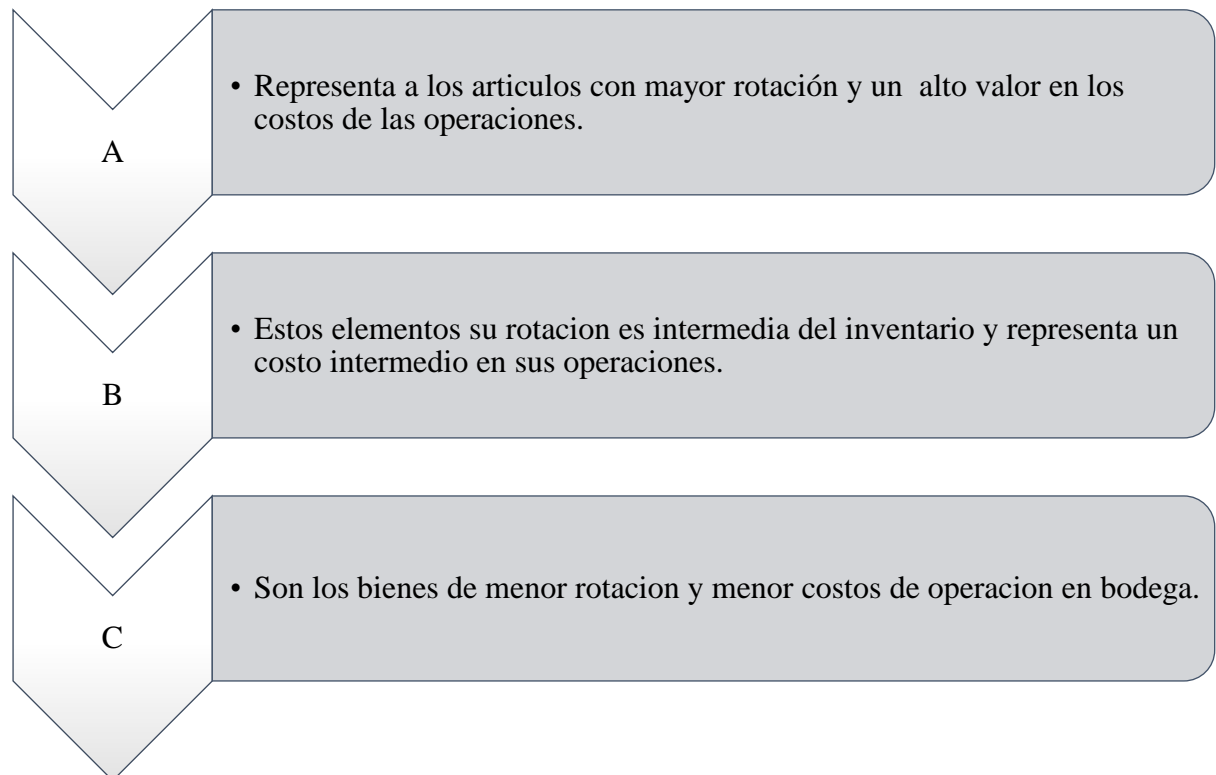 A
• Representa a los articulos con mayor rotación y un alto valor en los
costos de las operaciones.
B
• Estos elementos su rotacion es intermedia del inventario y representa un
costo intermedio en sus operaciones.
C
• Son los bienes de menor rotacion y menor costos de operacion en bodega.